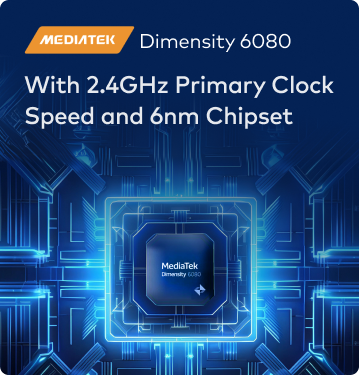 MEDIATEK Dimensity 6080
With 2.4GHz Primary Clock
Speed and 6nm Chipset
MediaTek
Dimensity 6080